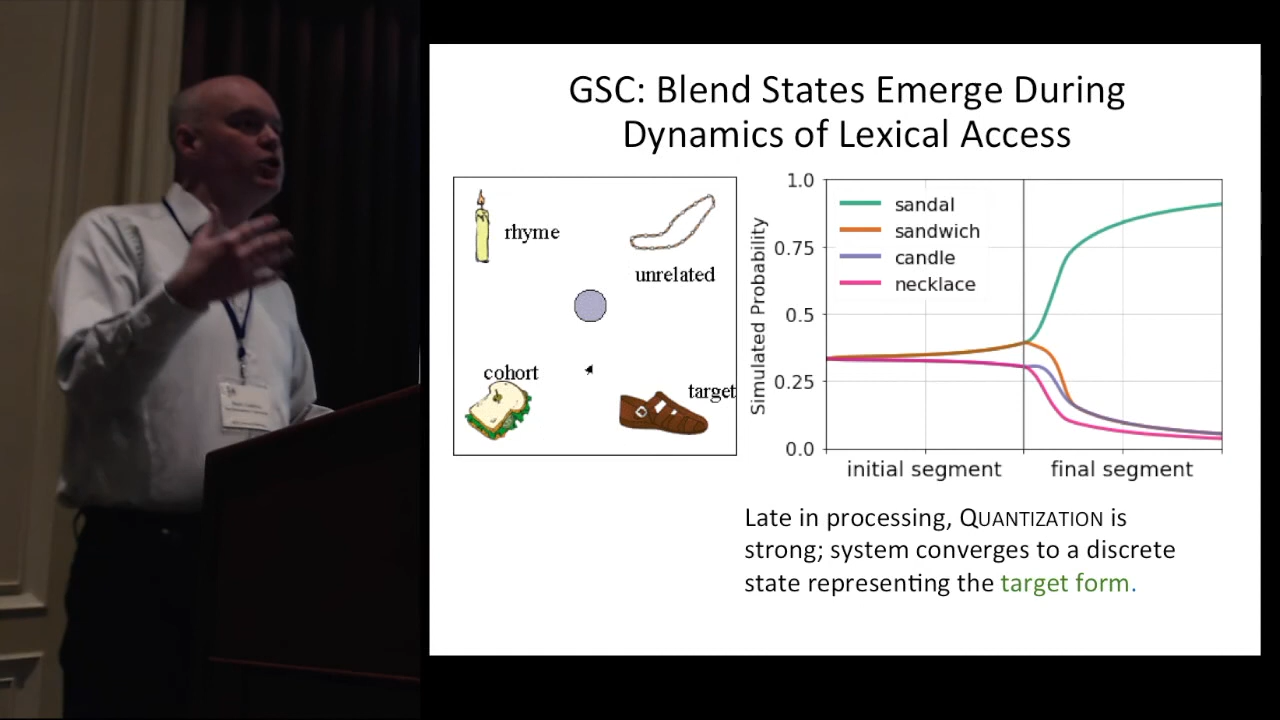 GSC: Blend States Emerge During
Dynamics of Lexical Access
rhyme
unrelated
cohort
target
Simulated Probability
1.0
0.75
0.5
0.25
0.0
sandal
sandwich
candle
necklace
initial segment
final segment
Late in processing, QUANTIZATION is
strong; system converges to a discrete
state representing the target form.